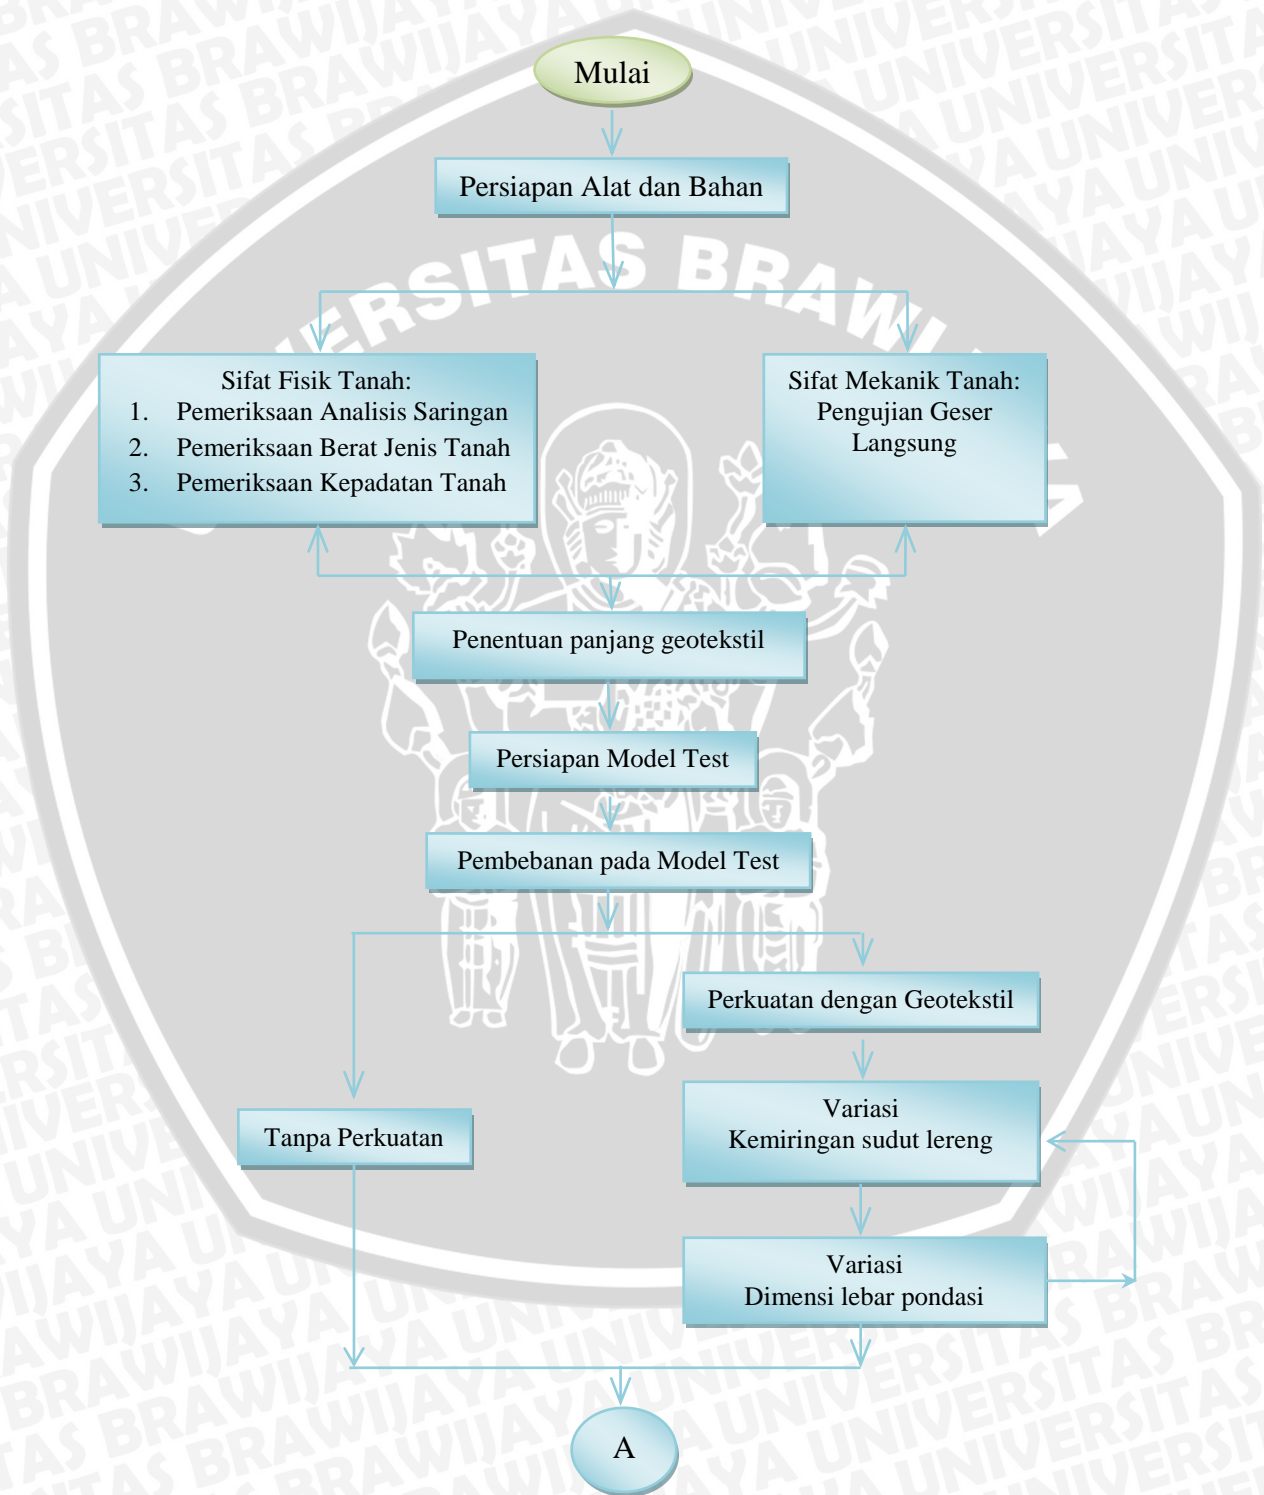 Mulai
Persiapan Alat dan Bahan
UNIVERSITAS BRAWIJAYA
Sifat Fisik Tanah:
1. Pemeriksaan Analisis Saringan
2. Pemeriksaan Berat Jenis Tanah
3. Pemeriksaan Kepadatan Tanah
Sifat Mekanik Tanah:
Pengujian Geser
Langsung
Penentuan panjang geotekstil
Persiapan Model Test
Pembebanan pada Model Test
Perkuatan dengan Geotekstil
Tanpa Perkuatan
Variasi
Kemiringan sudut lereng
Variasi
Dimensi lebar pondasi
A